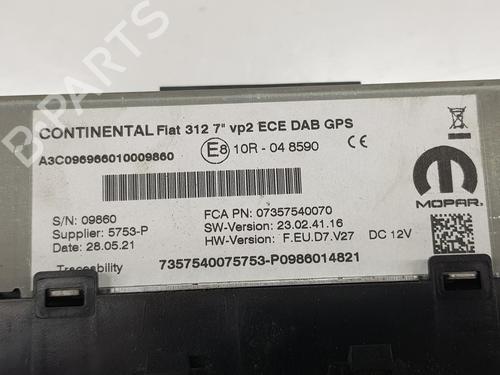 CONTINENTAL Fiat 312 7" vp2 ECE DAB GPS
A3C096966010009860
E8 10R - 04 8590 CE
S/N: 09860
Supplier: 5753-P
Date: 28.05.21
FCA PN: 07357540070
SW-Version: 23.02.41.16
HW-Version: F.EU.D7.V27
DC 12V
MOPAR
Traceability
7357540075753-P0986014821
B-PARTS